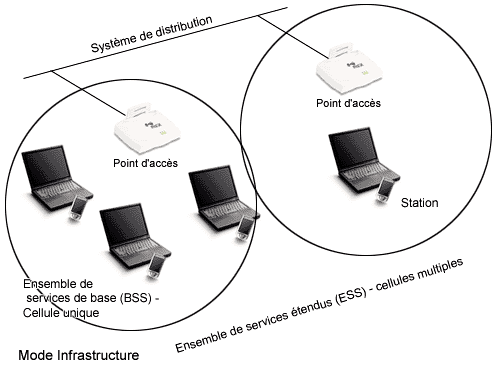 Système de distribution
Point d'accès
Point d'accès
Station
Ensemble de
services de base (BSS) -
Cellule unique
Ensemble de services étendus (ESS) - cellules multiples
Mode Infrastructure